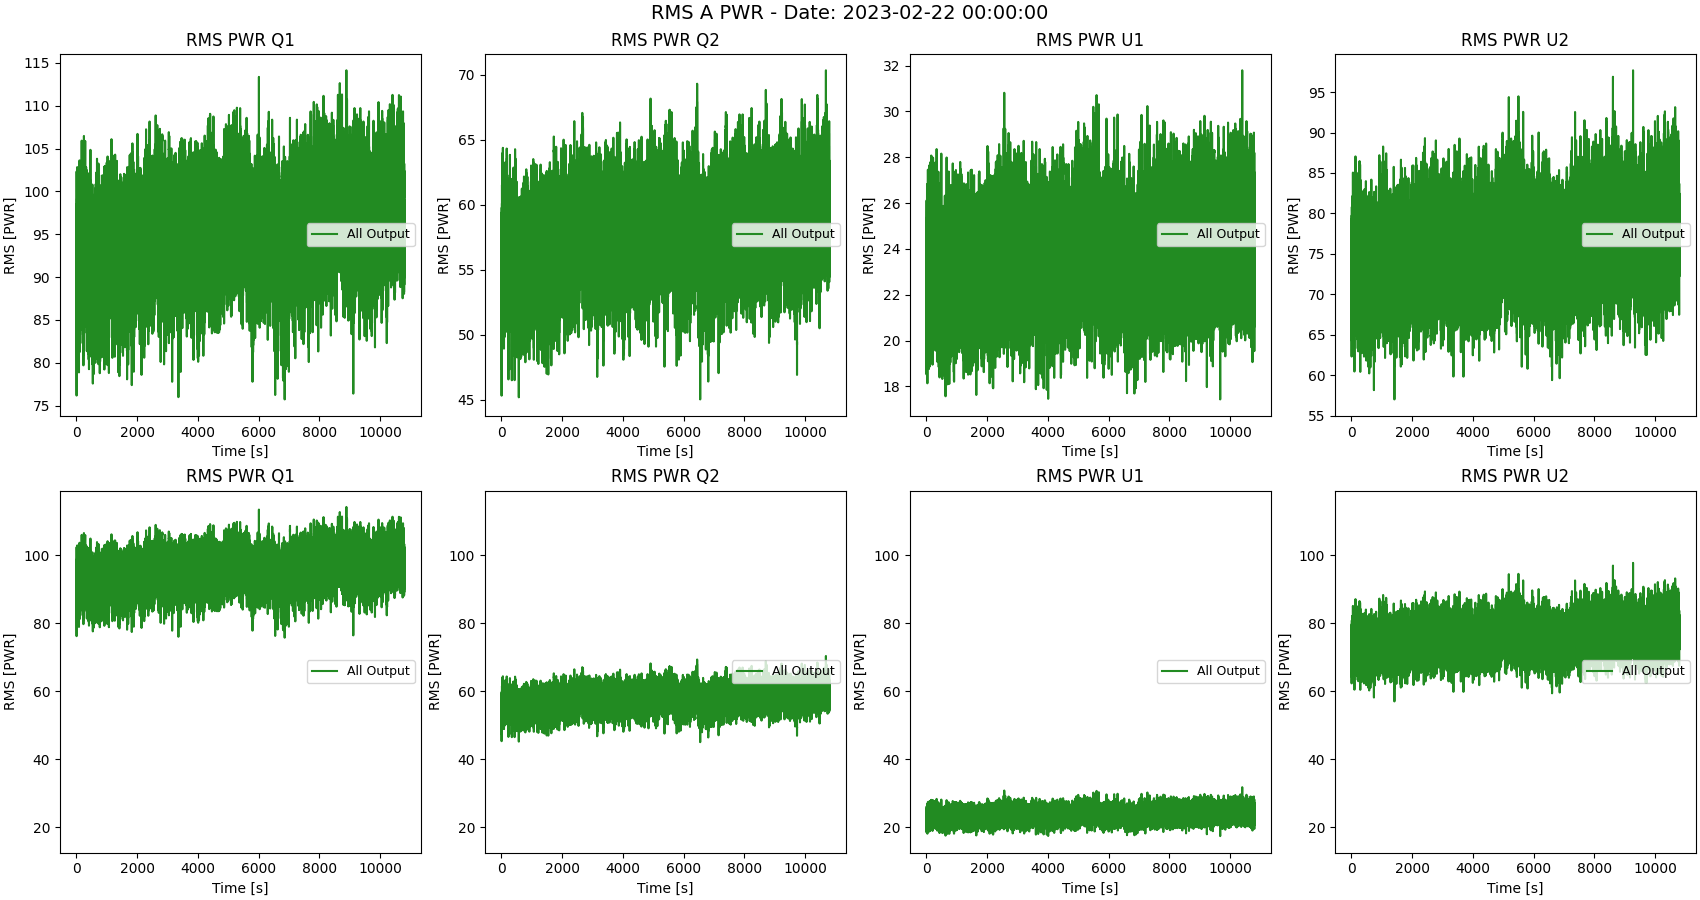 RMS A PWR - Date: 2023-02-22 00:00:00
RMS PWR Q1
RMS [PWR]
115
110
105
100
95
90
85
80
75
All Output
0 2000 4000 6000 8000 10000
Time [s]
RMS PWR Q2
RMS [PWR]
70
65
60
55
50
45
All Output
0 2000 4000 6000 8000 10000
Time [s]
RMS PWR U1
RMS [PWR]
32
30
28
26
24
22
20
18
All Output
0 2000 4000 6000 8000 10000
Time [s]
RMS PWR U2
RMS [PWR]
95
90
85
80
75
70
65
60
55
All Output
0 2000 4000 6000 8000 10000
Time [s]
RMS PWR Q1
RMS [PWR]
100
80
60
40
20
All Output
0 2000 4000 6000 8000 10000
Time [s]
RMS PWR Q2
RMS [PWR]
100
80
60
40
20
All Output
0 2000 4000 6000 8000 10000
Time [s]
RMS PWR U1
RMS [PWR]
100
80
60
40
20
All Output
0 2000 4000 6000 8000 10000
Time [s]
RMS PWR U2
RMS [PWR]
100
80
60
40
20
All Output
0 2000 4000 6000 8000 10000
Time [s]